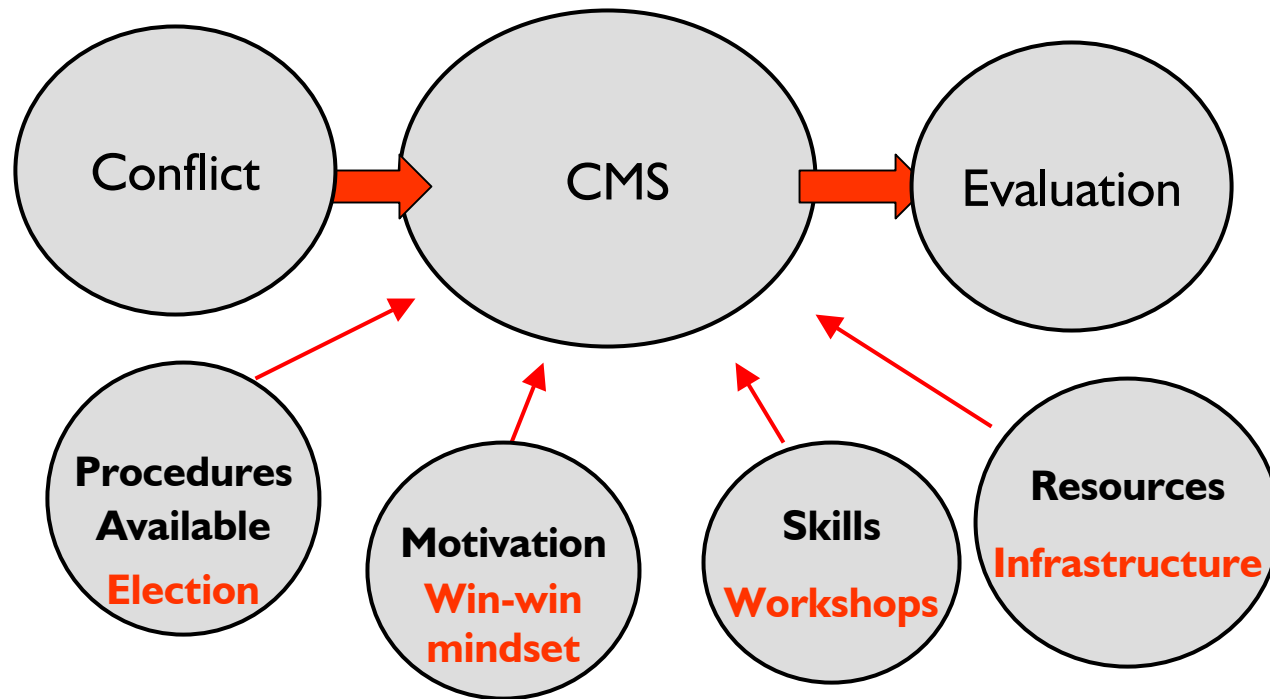 Conflict
CMS
Evaluation
Procedures
Available
Election
Motivation
Win-win
mindset
Skills
Workshops
Resources
Infrastructure